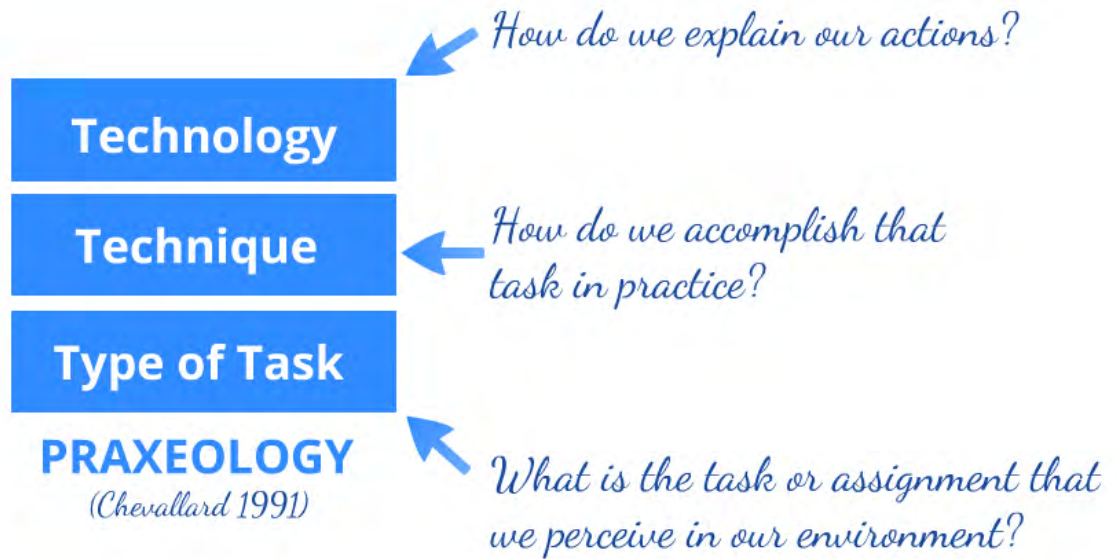 How do we explain our actions?
Technology
How do we accomplish that
task in practice?
Technique
Type of Task
What is the task or assignment that
we perceive in our environment?
PRAXEOLOGY
(Chevallard 1991)